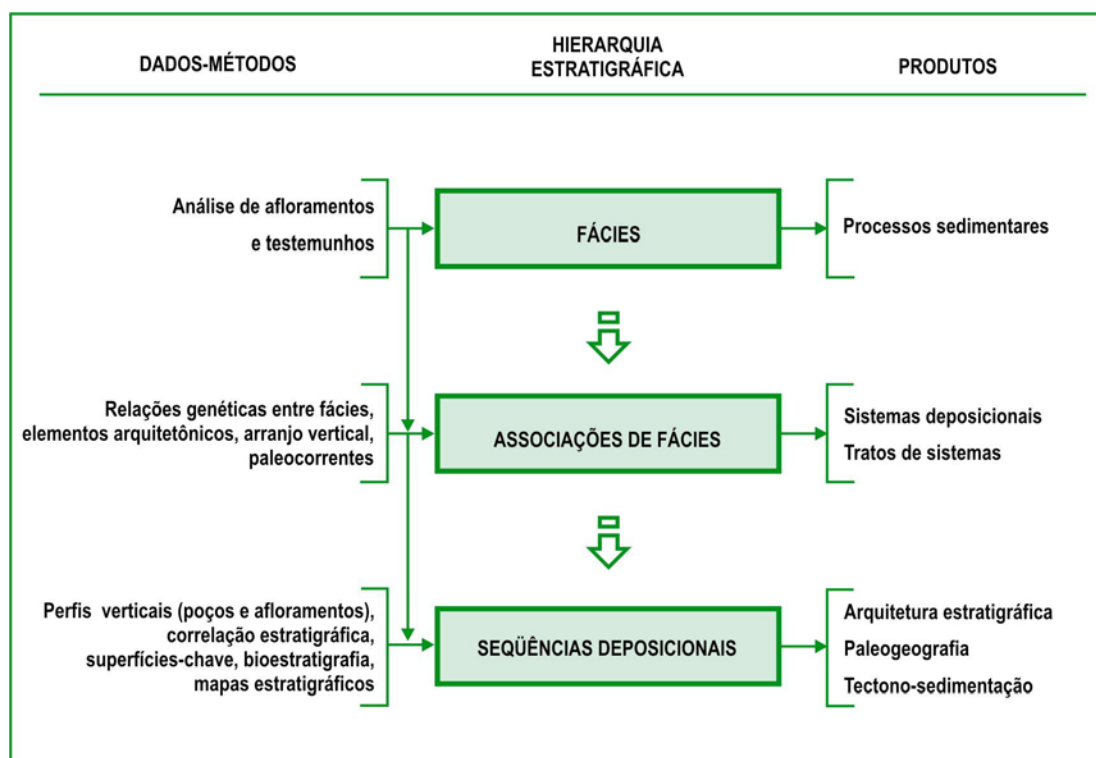 DADOS-MÉTODOS
HIERARQUIA
ESTRATIGRÁFICA
PRODUTOS
Análise de afloramentos
e testemunhos
FÁCIES
Processos sedimentares
Relações genéticas entre fácies,
elementos arquitetônicos, arranjo vertical,
paleocorrentes
ASSOCIAÇÕES DE FÁCIES
Sistemas deposicionais
Tratos de sistemas
Perfis verticais (poços e afloramentos),
correlação estratigráfica,
superfícies-chave, bioestratigrafia,
mapas estratigráficos
SEQÜÊNCIAS DEPOSICIONAIS
Arquitetura estratigráfica
Paleogeografia
Tectono-sedimentação